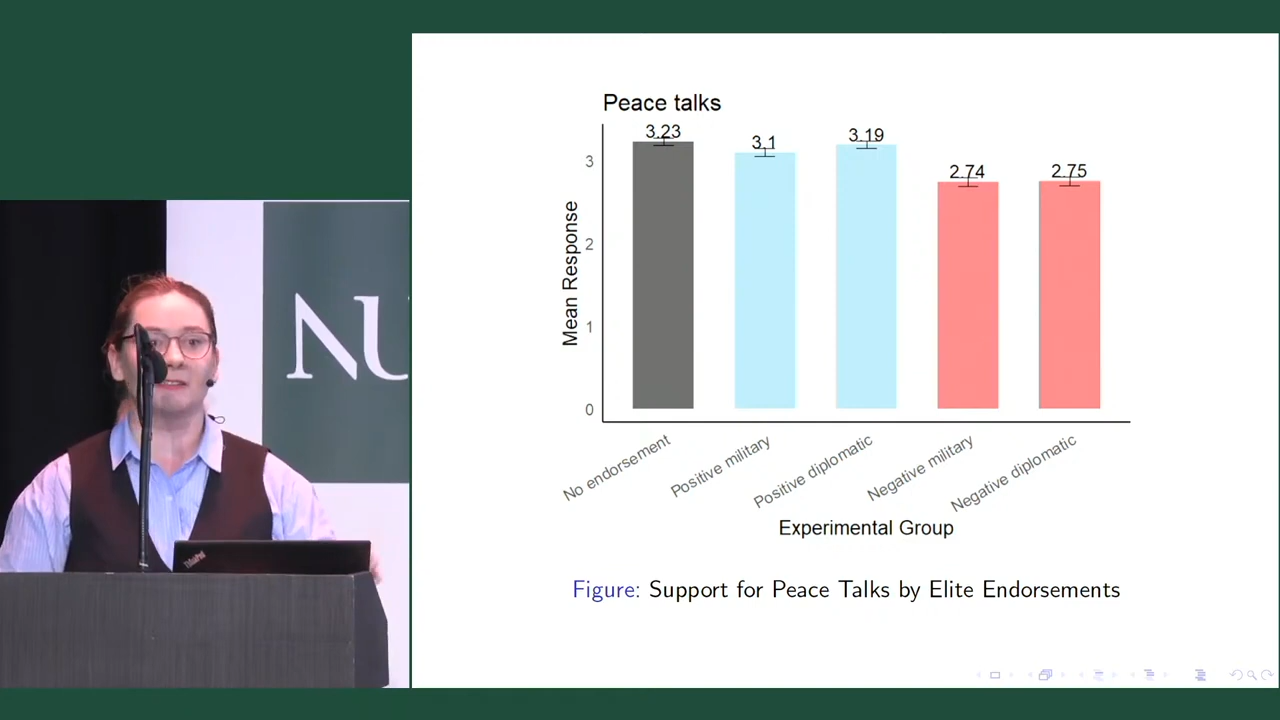 NU
ThinkPad
Peace talks
3.23
3.1
3.19
2.74
2.75
3
2
1
0
Mean Response
No endorsement
Positive military
Positive diplomatic
Negative military
Negative diplomatic
Experimental Group
Figure: Support for Peace Talks by Elite Endorsements